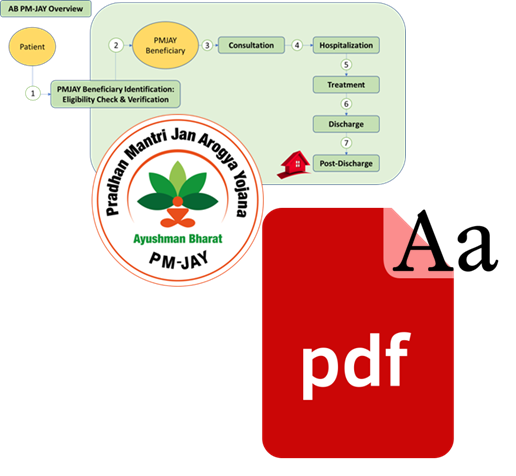 AB PM-JAY Overview
Patient
1
PMJAY Beneficiary Identification:
Eligibility Check & Verification
2
PMJAY
Beneficiary
3
Consultation
4
Hospitalization
5
Treatment
6
Discharge
7
Post-Discharge
Pradhan Mantri Jan Arogya Yojana
Ayushman Bharat
PM-JAY
Aa
pdf